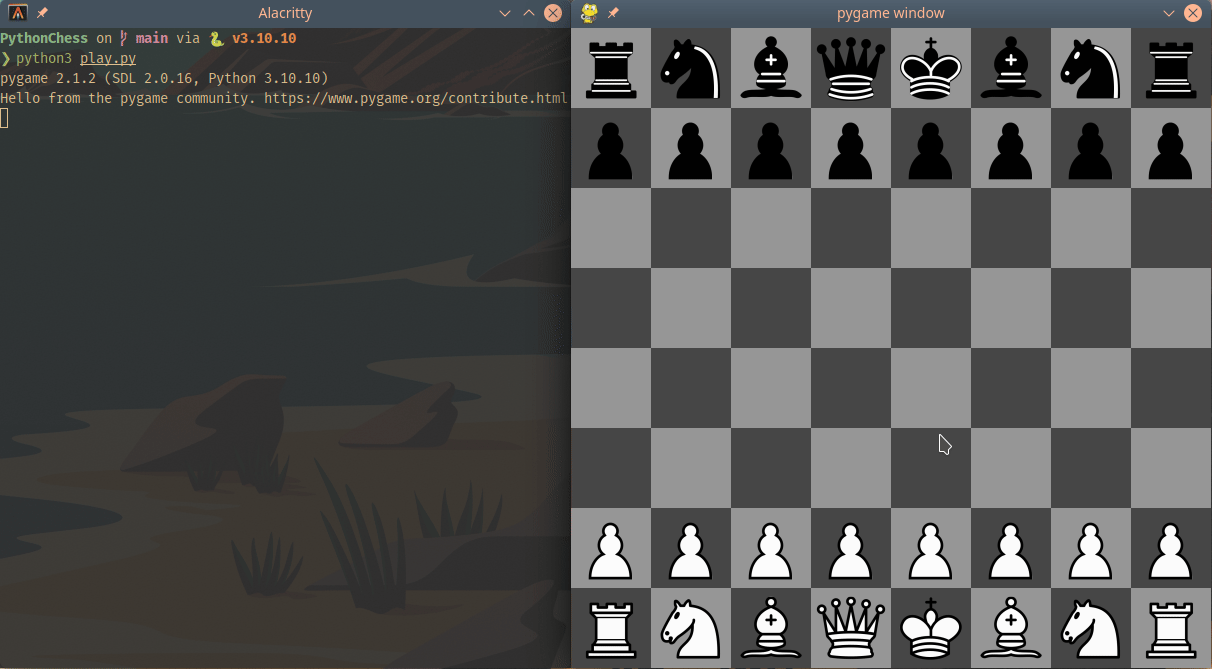 Alacritty
PythonChess on main via v3.10.10
❯ python3 play.py
pygame 2.1.2 (SDL 2.0.16, Python 3.10.10)
Hello from the pygame community. https://www.pygame.org/contribute.html
pygame window